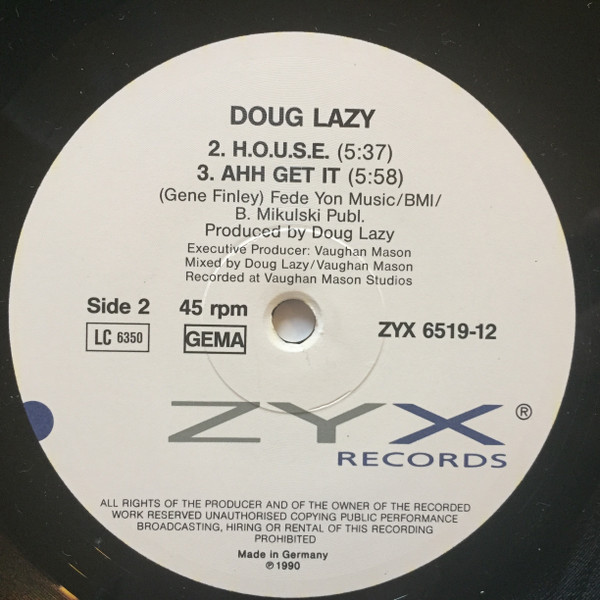 DOUG LAZY
2. H.O.U.S.E. (5:37)
3. AHH GET IT (5:58)
(Gene Finley) Fede Yon Music/BMI/
B. Mikulski Publ.
Produced by Doug Lazy
Executive Producer: Vaughan Mason
Mixed by Doug Lazy/Vaughan Mason
Recorded at Vaughan Mason Studios
Side 2 45 rpm
LC 6350 GEMA ZYX 6519-12
ZYX ®
RECORDS
ALL RIGHTS OF THE PRODUCER AND OF THE OWNER OF THE RECORDED
WORK RESERVED UNAUTHORISED COPYING PUBLIC PERFORMANCE
BROADCASTING, HIRING OR RENTAL OF THIS RECORDING
PROHIBITED
Made in Germany
℗ 1990